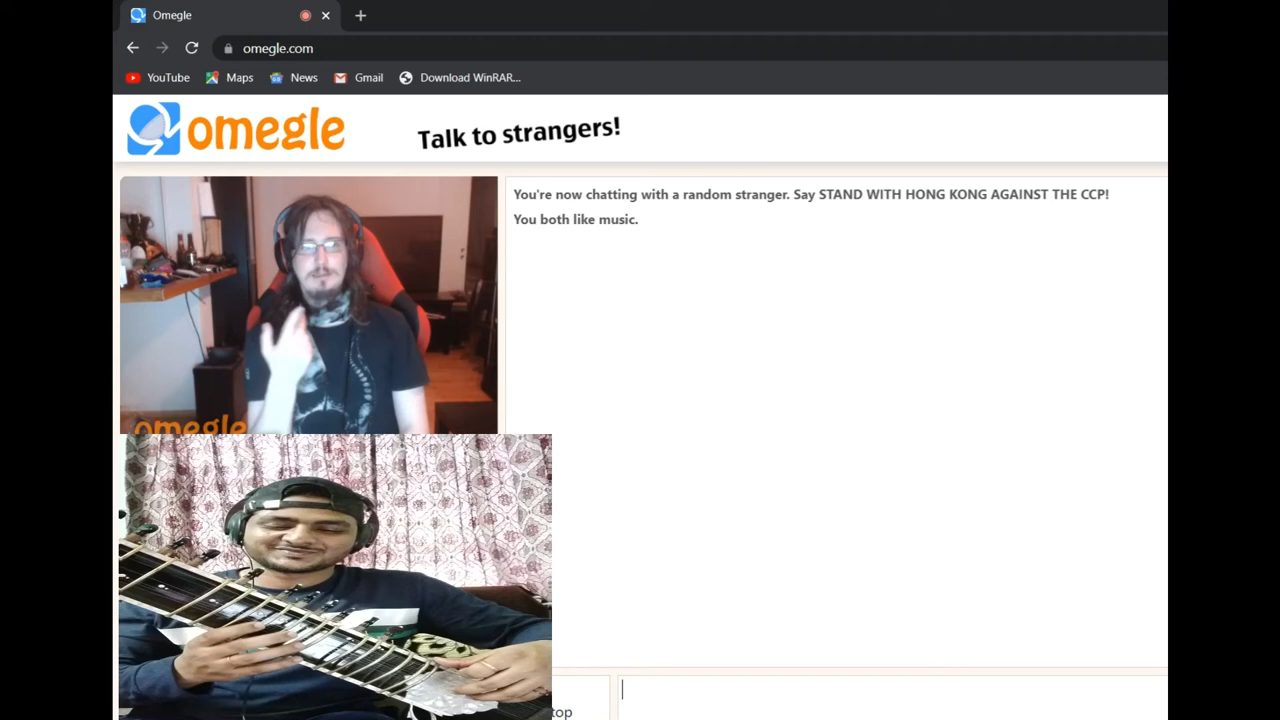 Omegle
omegle.com
YouTube Maps News Gmail Download WinRAR...
omegle Talk to strangers!
You're now chatting with a random stranger. Say STAND WITH HONG KONG AGAINST THE CCP!
You both like music.
omegle
top